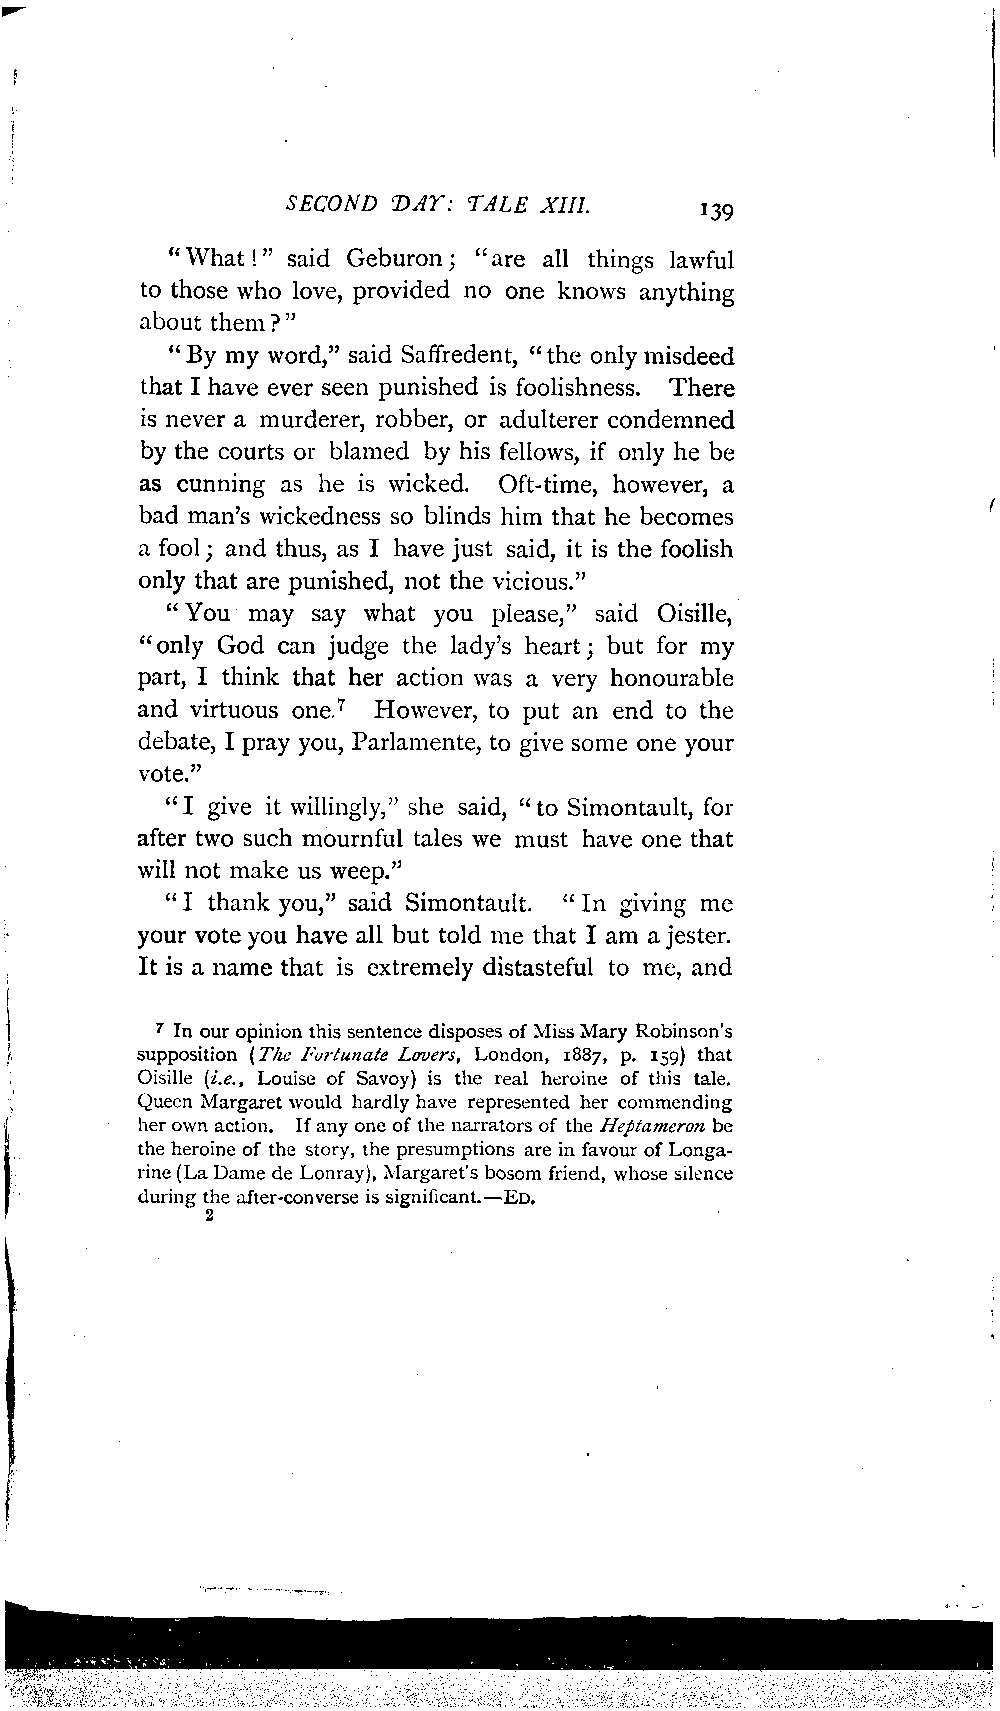 SECOND DAY: TALE XIII. 139
"What!" said Geburon; "are all things lawful
to those who love, provided no one knows anything
about them?"
"By my word," said Saffredent, "the only misdeed
that I have ever seen punished is foolishness. There
is never a murderer, robber, or adulterer condemned
by the courts or blamed by his fellows, if only he be
as cunning as he is wicked. Oft-time, however, a
bad man's wickedness so blinds him that he becomes
a fool; and thus, as I have just said, it is the foolish
only that are punished, not the vicious."
"You may say what you please," said Oisille,
"only God can judge the lady's heart; but for my
part, I think that her action was a very honourable
and virtuous one.⁷ However, to put an end to the
debate, I pray you, Parlamente, to give some one your
vote."
"I give it willingly," she said, "to Simontault, for
after two such mournful tales we must have one that
will not make us weep."
"I thank you," said Simontault. "In giving me
your vote you have all but told me that I am a jester.
It is a name that is extremely distasteful to me, and
⁷ In our opinion this sentence disposes of Miss Mary Robinson's
supposition (The Fortunate Lovers, London, 1887, p. 159) that
Oisille (i.e., Louise of Savoy) is the real heroine of this tale.
Queen Margaret would hardly have represented her commending
her own action. If any one of the narrators of the Heptameron be
the heroine of the story, the presumptions are in favour of Longa-
rine (La Dame de Lonray), Margaret's bosom friend, whose silence
during the after-converse is significant.—ED.
2